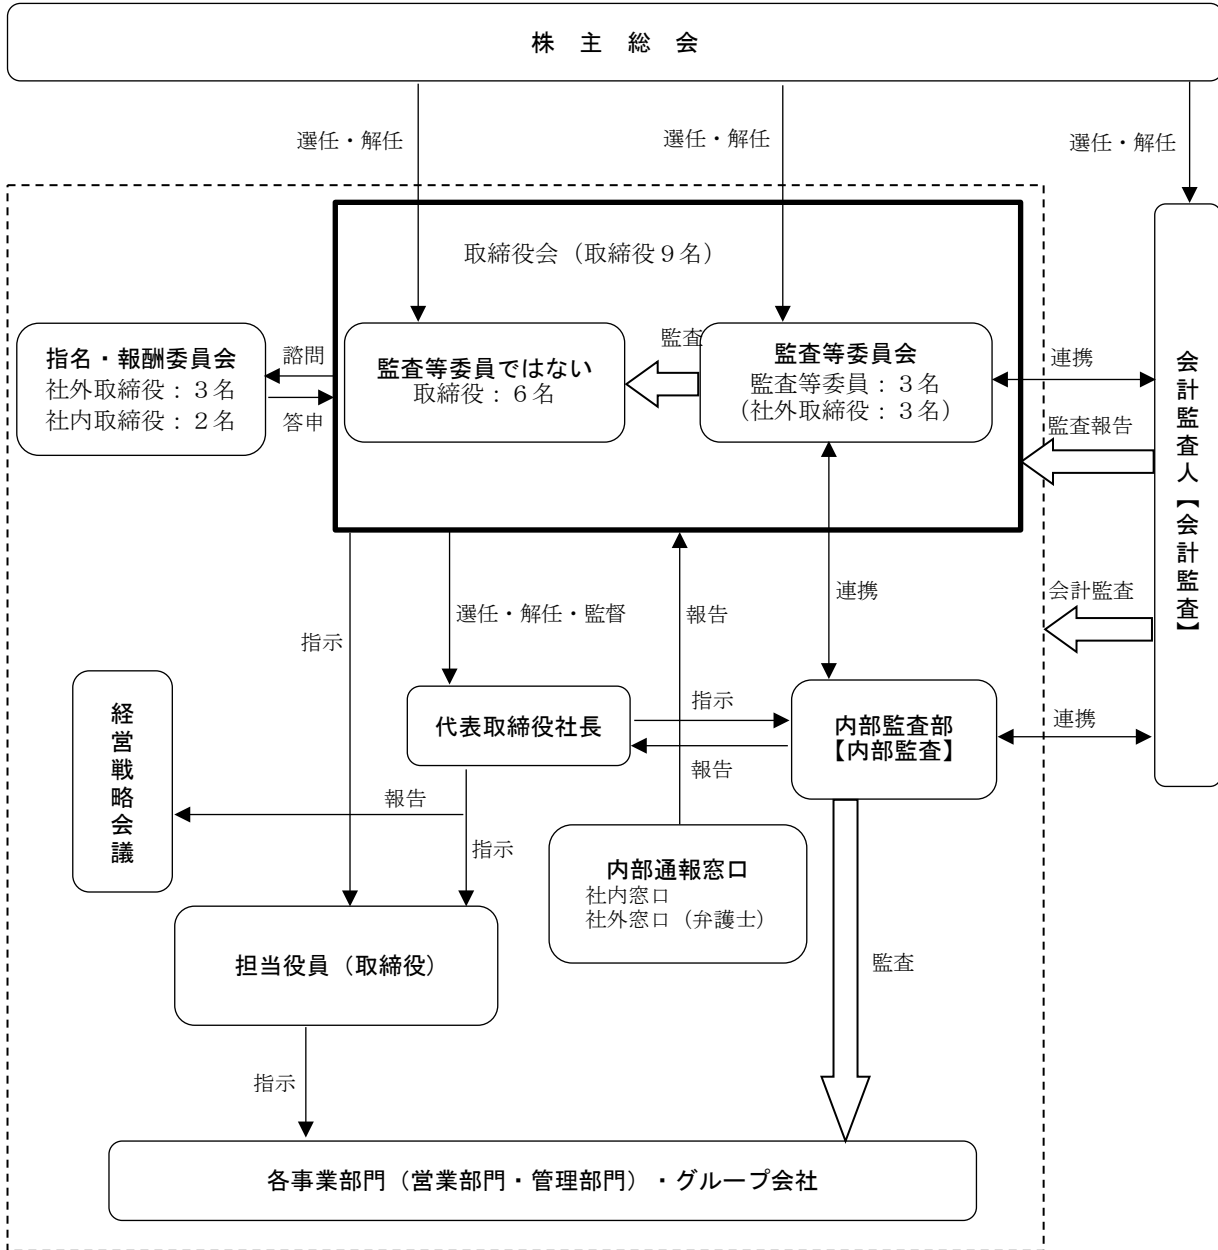 株 主 総 会
選任・解任
選任・解任
選任・解任
取締役会（取締役９名）
指名・報酬委員会
社外取締役：３名
社内取締役：２名
諮問
答申
監査等委員ではない
取締役：６名
監査
監査等委員会
監査等委員：３名
（社外取締役：３名）
連携
監査報告
会計監査人【会計監査】
会計監査
指示
選任・解任・監督
報告
連携
経営戦略会議
代表取締役社長
指示
報告
内部監査部
【内部監査】
連携
報告
指示
内部通報窓口
社内窓口
社外窓口（弁護士）
監査
担当役員（取締役）
指示
各事業部門（営業部門・管理部門）・グループ会社